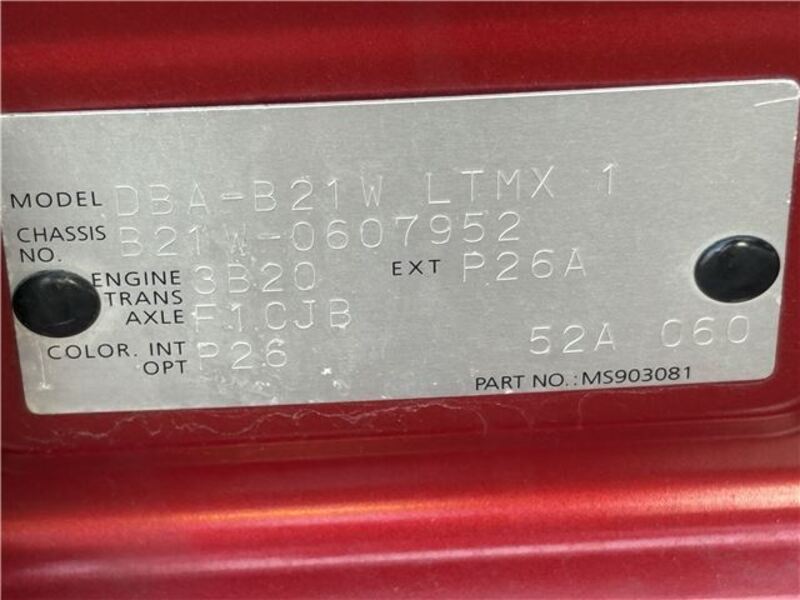 MODEL DBA-B21W LTMX 1
CHASSIS NO. B21W-0607952
ENGINE 3B20 EXT P26A
TRANS AXLE F1CJB
COLOR. INT OPT P26 52A 060
PART NO.: MS903081